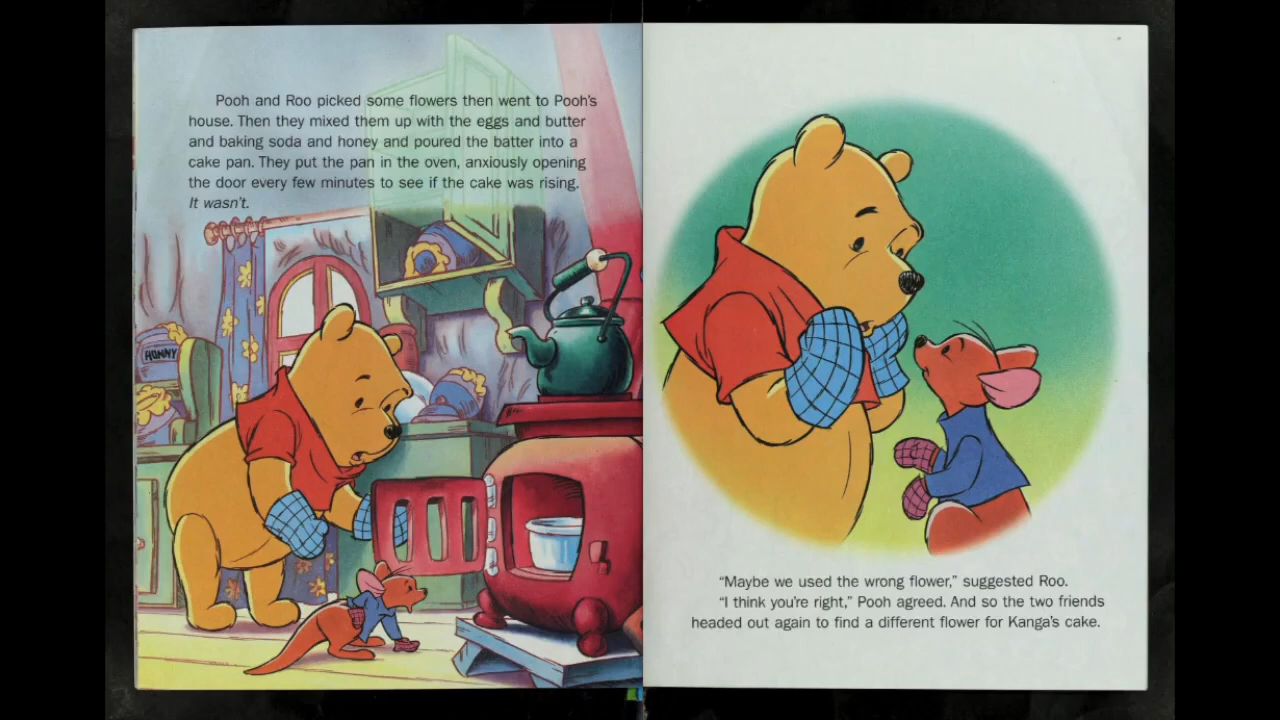 Pooh and Roo picked some flowers then went to Pooh's
house. Then they mixed them up with the eggs and butter
and baking soda and honey and poured the batter into a
cake pan. They put the pan in the oven, anxiously opening
the door every few minutes to see if the cake was rising.
It wasn't.
HUNNY
“Maybe we used the wrong flower,” suggested Roo.
“I think you're right,” Pooh agreed. And so the two friends
headed out again to find a different flower for Kanga's cake.